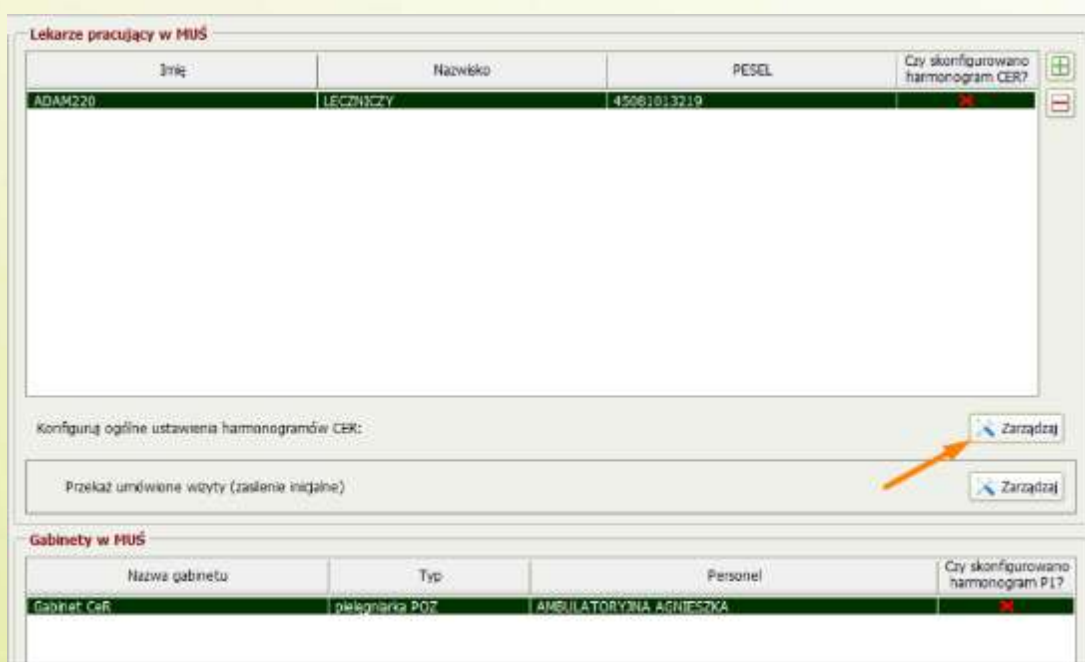 Lekarze pracujący w MUŚ
Imię Nazwisko PESEL Czy skonfigurowano harmonogram CER?
ADAM220 LECZNICZY 45081013219
Konfiguruj ogólne ustawienia harmonogramów CER: Zarządzaj
Przekaż umówione wizyty (zasilenie inicjalne) Zarządzaj
Gabinety w MUŚ
Nazwa gabinetu Typ Personel Czy skonfigurowano harmonogram P1?
Gabinet CeR pielęgniarka POZ AMBULATORYJNA AGNIESZKA